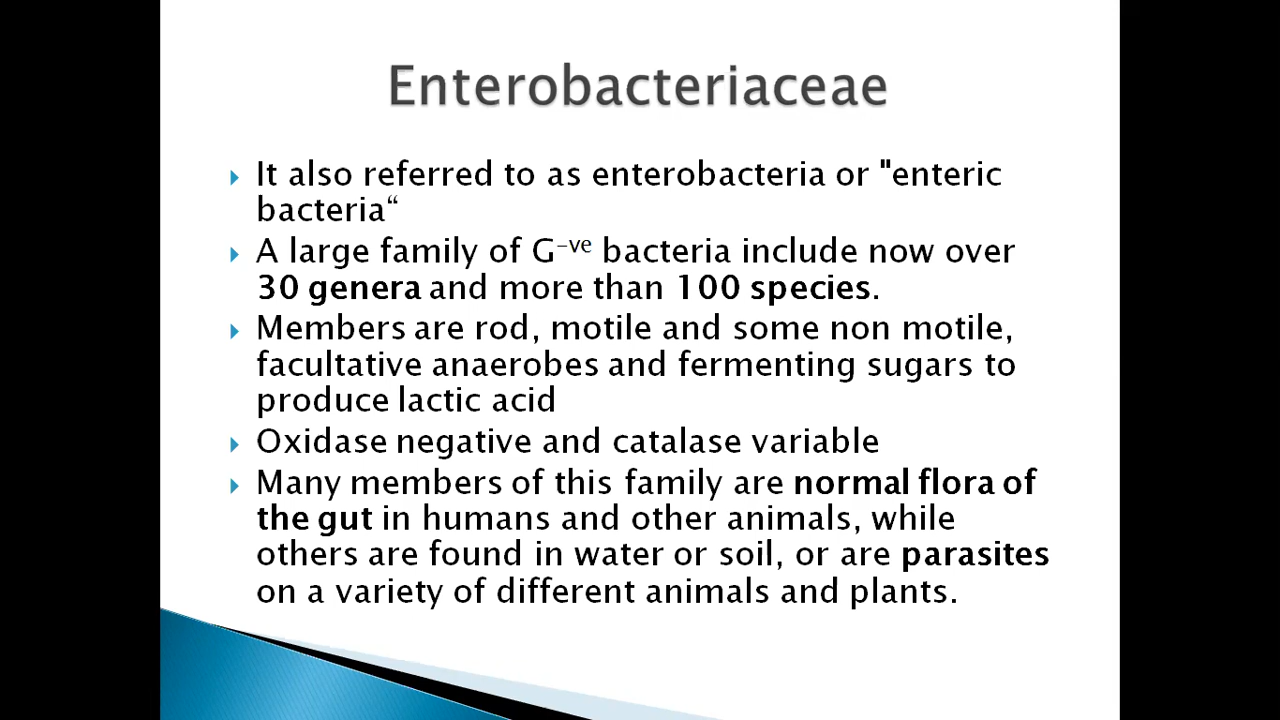 Enterobacteriaceae
It also referred to as enterobacteria or "enteric
bacteria“
A large family of G-ve bacteria include now over
30 genera and more than 100 species.
Members are rod, motile and some non motile,
facultative anaerobes and fermenting sugars to
produce lactic acid
Oxidase negative and catalase variable
Many members of this family are normal flora of
the gut in humans and other animals, while
others are found in water or soil, or are parasites
on a variety of different animals and plants.